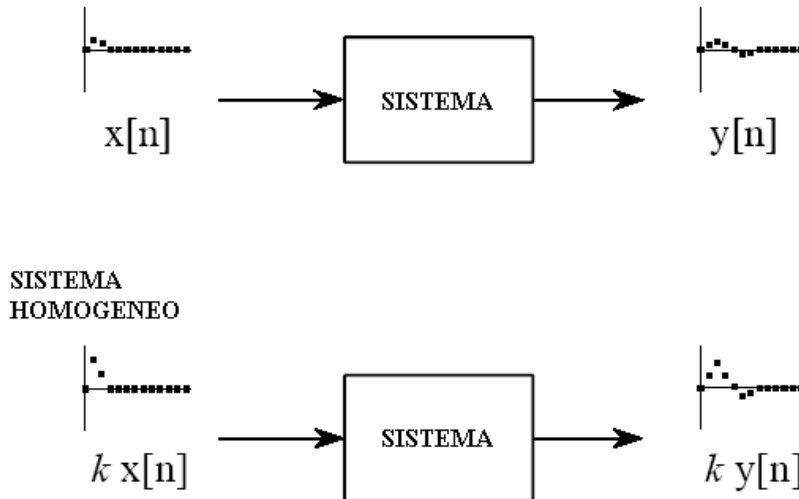 x[n]
SISTEMA
y[n]
SISTEMA
HOMOGENEO
k x[n]
SISTEMA
k y[n]